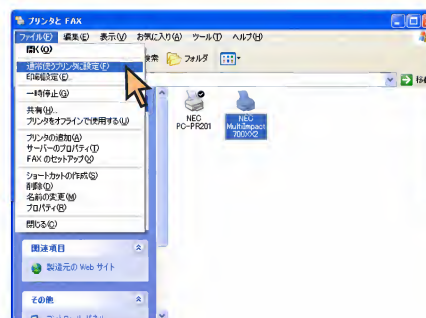 プリンタと FAX
ファイル(F) 編集(E) 表示(V) お気に入り(A) ツール(T) ヘルプ(H)
開く(O)
通常使うプリンタに設定(F)
印刷設定(E)...
一時停止(G)
共有(H)...
プリンタをオフラインで使用する(U)
プリンタの追加(A)
サーバーのプロパティ(T)
FAX のセットアップ(X)
ショートカットの作成(S)
削除(D)
名前の変更(M)
プロパティ(R)
閉じる(C)
検索 フォルダ
移動
NEC
PC-PR201
NEC
MultiImpact
700XX2
関連項目
製造元の Web サイト
その他